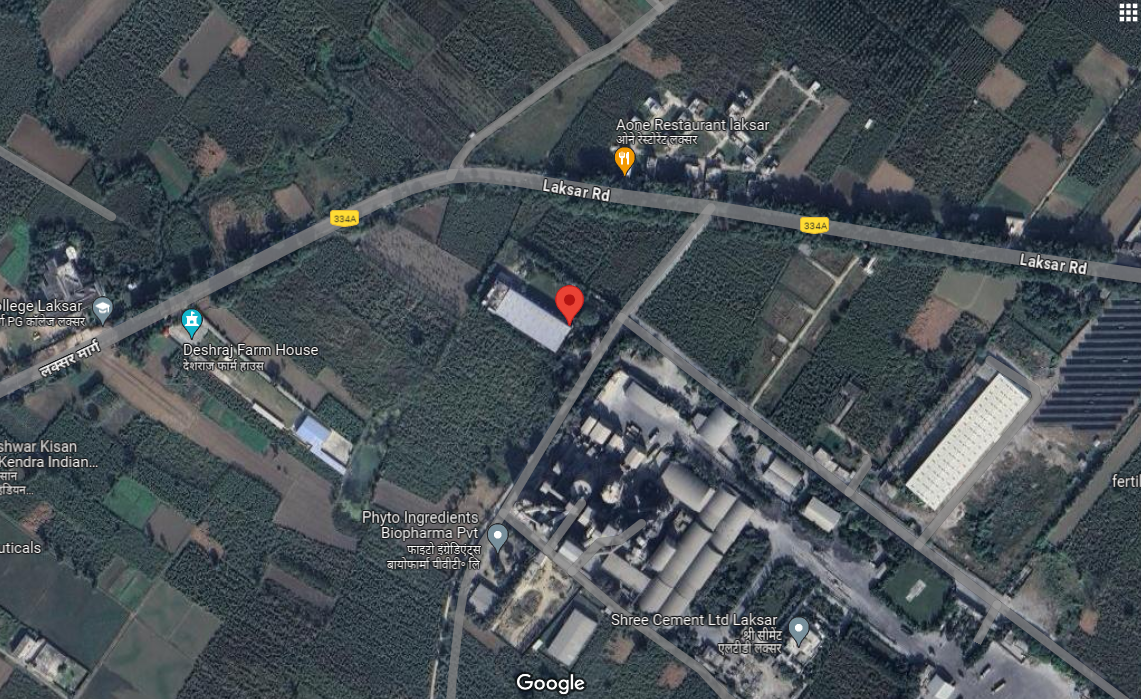 Aone Restaurant laksar
ओने रेस्टोरेंट लक्सर
Laksar Rd
334A
334A
Laksar Rd
ollege Laksar
PG कॉलेज लक्सर
लक्सर मार्ग
Deshraj Farm House
देशराज फार्म हाउस
shwar Kisan
Kendra Indian...
सान
डियन...
fertil
Phyto Ingredients
Biopharma Pvt
फाइटो इंग्रेडिएंट्स
बायोफार्मा पीवीटी॰ लि
uticals
Shree Cement Ltd Laksar
श्री सीमेंट
एलटीडी लक्सर
Google